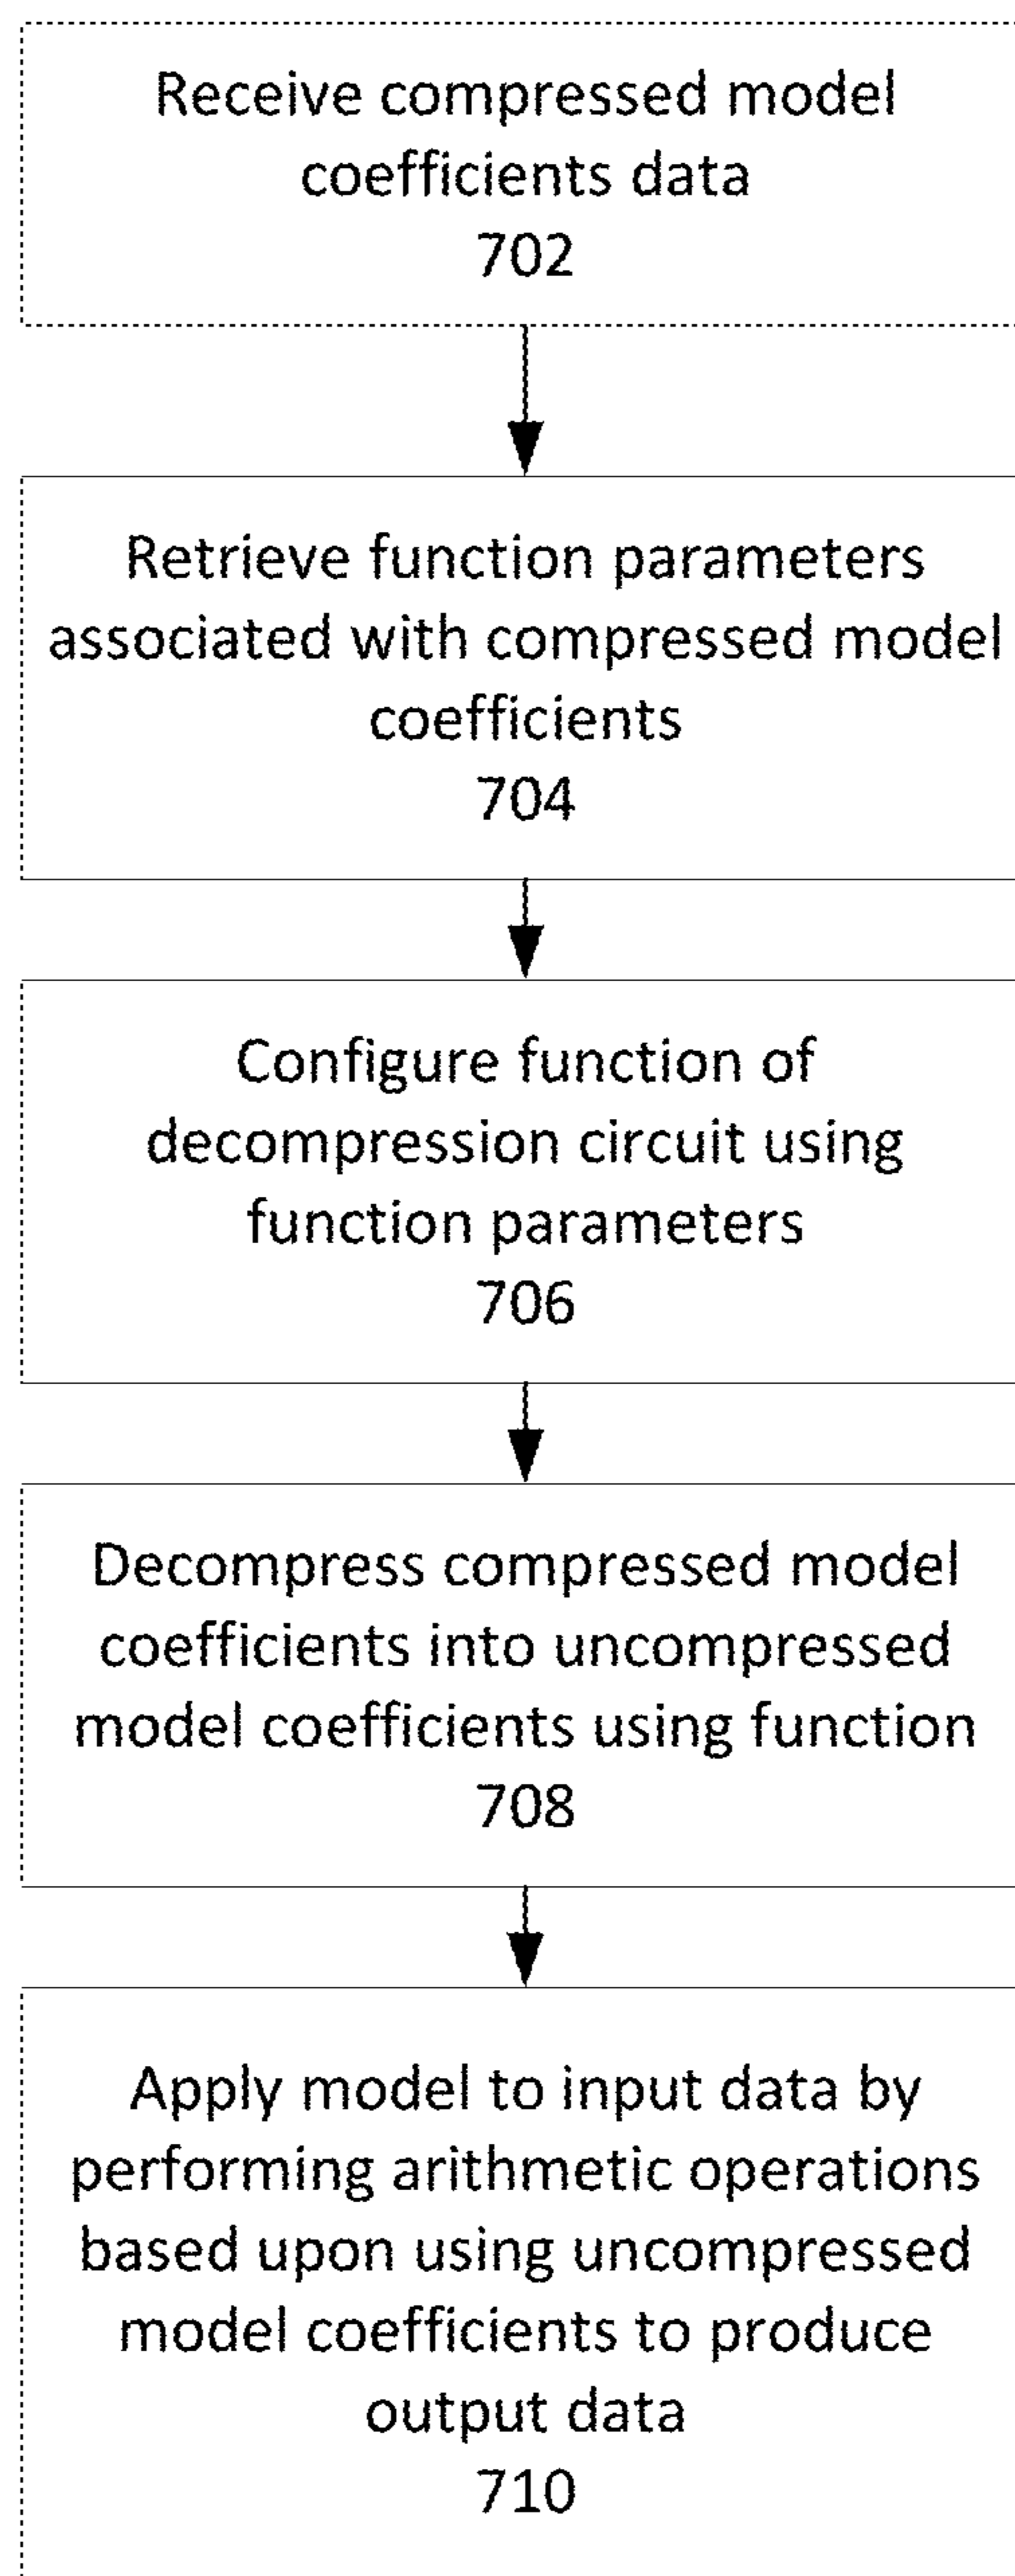 Receive compressed model
coefficients data
702
Retrieve function parameters
associated with compressed model
coefficients
704
Configure function of
decompression circuit using
function parameters
706
Decompress compressed model
coefficients into uncompressed
model coefficients using function
708
Apply model to input data by
performing arithmetic operations
based upon using uncompressed
model coefficients to produce
output data
710